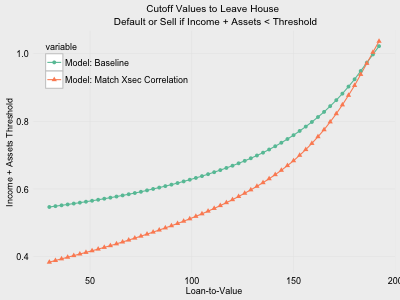 Cutoff Values to Leave House
Default or Sell if Income + Assets < Threshold
variable
Model: Baseline
Model: Match Xsec Correlation
Income + Assets Threshold
1.0
0.8
0.6
0.4
50
100
150
200
Loan-to-Value